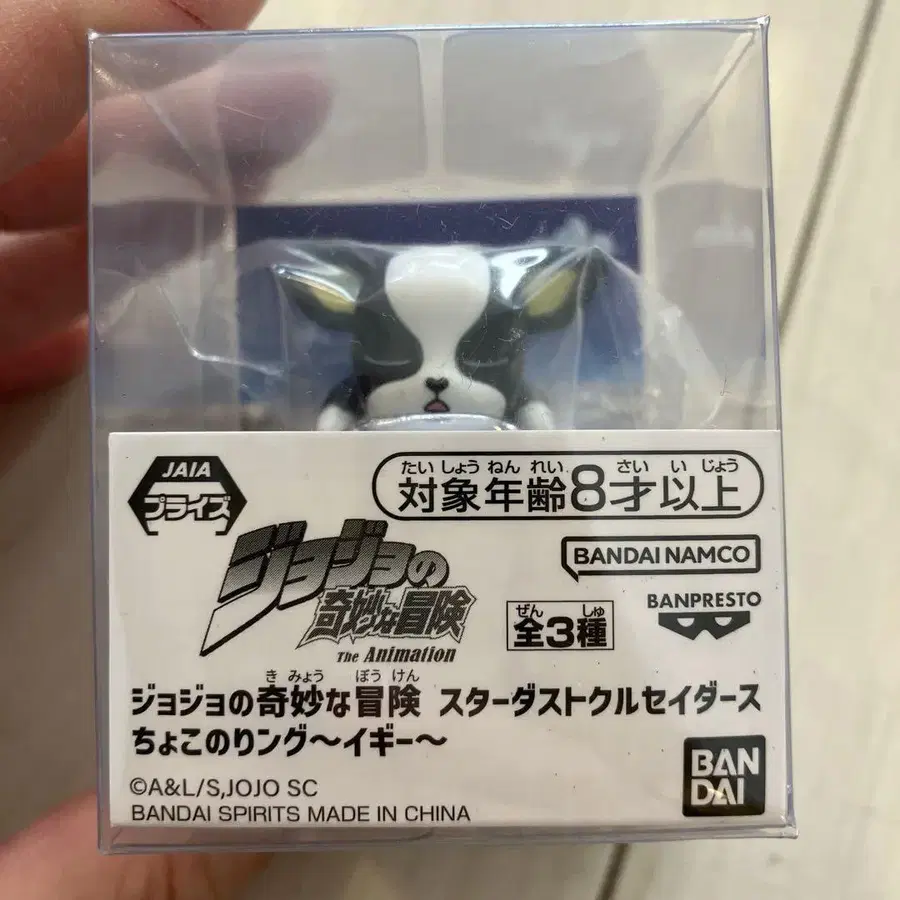 JAIA
プライズ
たい しょう ねん れい さい い じょう
対象年齢8才以上
ジョジョの
奇妙な冒険
The Animation
BANDAI NAMCO
BANPRESTO
ぜん しゅ
全3種
き みょう ぼう けん
ジョジョの奇妙な冒険 スターダストクルセイダース
ちょこのりング〜イギー〜
©A&L/S,JOJO SC
BANDAI SPIRITS MADE IN CHINA
BAN
DAI